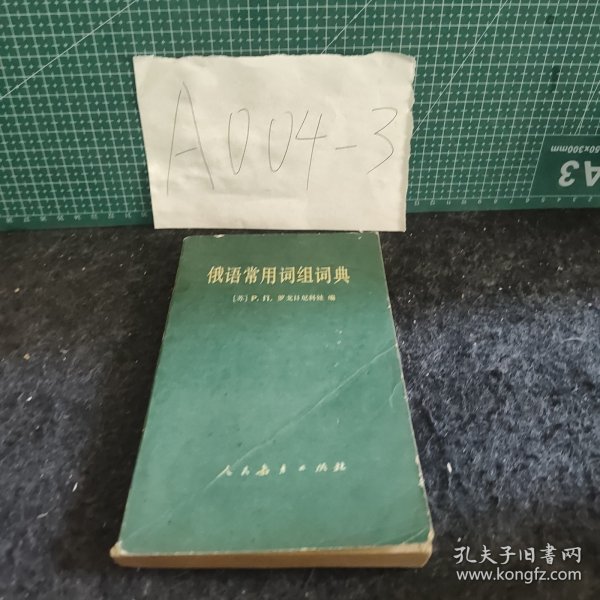 A004-3
A3
50x300mm
俄语常用词组词典
[苏] Р. П. 罗戈日尼科娃 编
人民教育出版社
孔夫子旧书网
www.kongfz.com